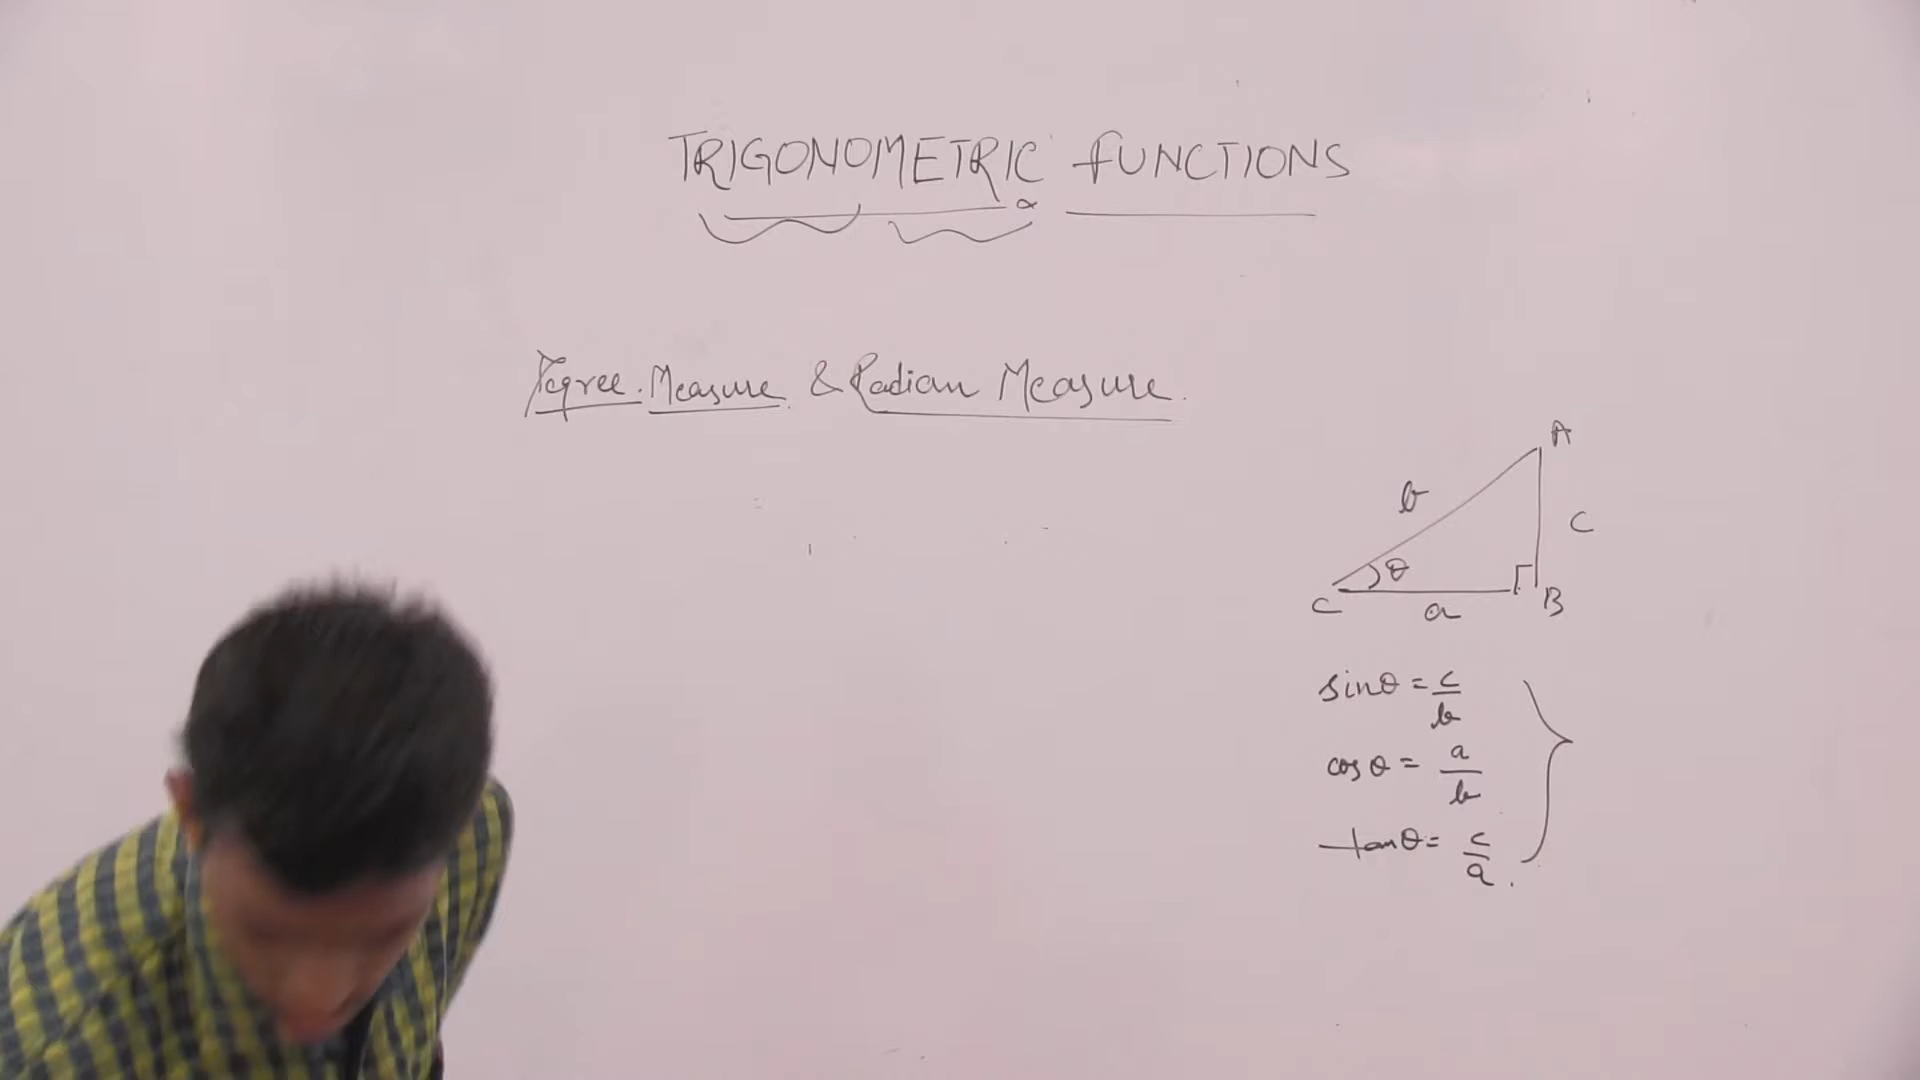 TRIGONOMETRIC FUNCTIONS
Degree Measure & Radian Measure.
A
b
c
θ
C
a
B
sinθ = c/b
cosθ = a/b
tanθ = c/a.